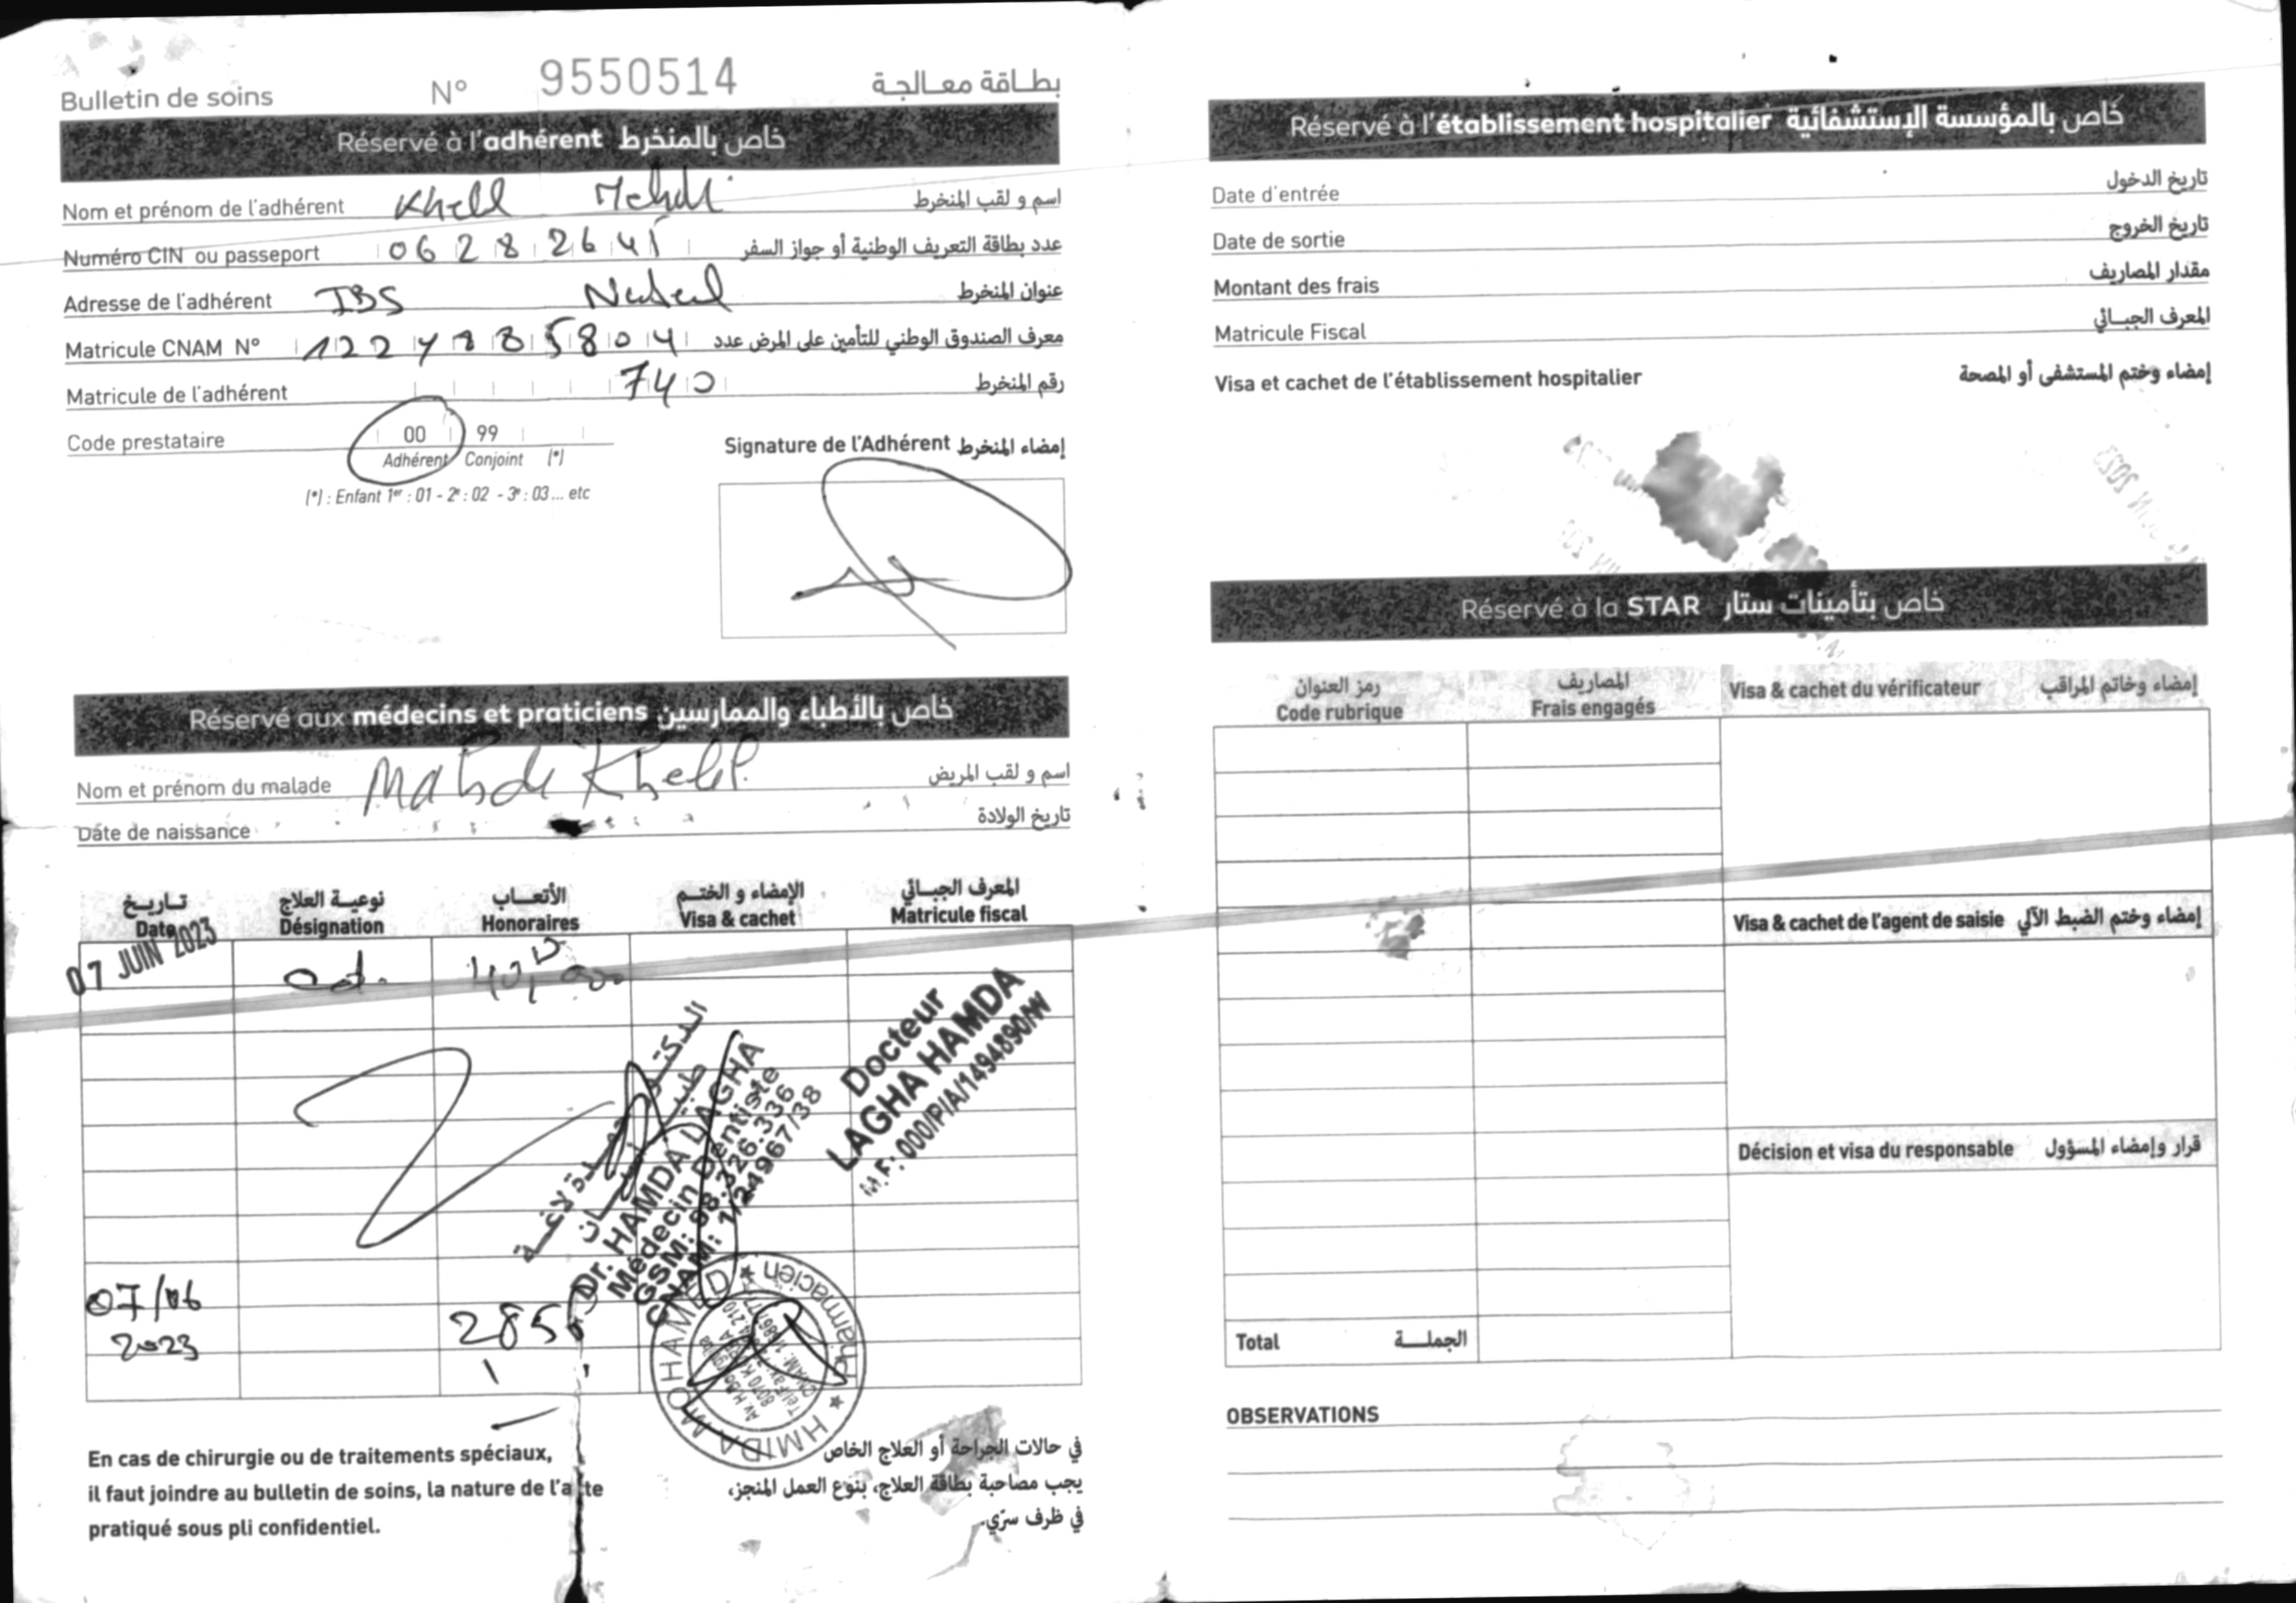 Bulletin de soins N° 9550514 بطاقة معالجة
Réservé à l'adhérent خاص بالمنخرط
Nom et prénom de l'adhérent Khelil Mehdi اسم و لقب المنخرط
Numéro CIN ou passeport 06282641 عدد بطاقة التعريف الوطنية أو جواز السفر
Adresse de l'adhérent IBS عنوان المنخرط
Matricule CNAM N° معرف الصندوق الوطني للتأمين على المرض عدد
Matricule de l'adhérent 740 رقم المنخرط
Code prestataire 00 99
Adhérent Conjoint (*)
(*) : Enfant 1er : 01 - 2e : 02 - 3e : 03 ... etc
Signature de l'Adhérent إمضاء المنخرط
Réservé aux médecins et praticiens خاص بالأطباء والممارسين
Nom et prénom du malade Mahdi Khelil اسم و لقب المريض
Date de naissance تاريخ الولادة
تاريخ نوعية العلاج الأتعاب الإمضاء و الختم المعرف الجبائي
Date Désignation Honoraires Visa & cachet Matricule fiscal
07 JUIN 2023
الدكتور حمدة لاغة
طبيب أسنان
Dr. HAMDA LAGHA
Médecin Dentiste
GSM: 98.326.336
CNAM: 1/24967/38
Docteur
LAGHA HAMDA
M.F: 000/P/A/1494890/W
07/06
2023
285
HMIDA MOHAMED ★ Pharmacien ★
En cas de chirurgie ou de traitements spéciaux,
il faut joindre au bulletin de soins, la nature de l'acte
pratiqué sous pli confidentiel.
في حالات الجراحة أو العلاج الخاص
يجب مصاحبة بطاقة العلاج، بنوع العمل المنجز،
في ظرف سرّي.
Réservé à l'établissement hospitalier خاص بالمؤسسة الإستشفائية
Date d'entrée تاريخ الدخول
Date de sortie تاريخ الخروج
Montant des frais مقدار المصاريف
Matricule Fiscal المعرف الجبائي
Visa et cachet de l'établissement hospitalier إمضاء وختم المستشفى أو المصحة
Réservé à la STAR خاص بتأمينات ستار
رمز العنوان المصاريف
Code rubrique Frais engagés Visa & cachet du vérificateur إمضاء وخاتم المراقب
Visa & cachet de l'agent de saisie إمضاء وختم الضبط الآلي
Décision et visa du responsable قرار وإمضاء المسؤول
Total الجملة
OBSERVATIONS